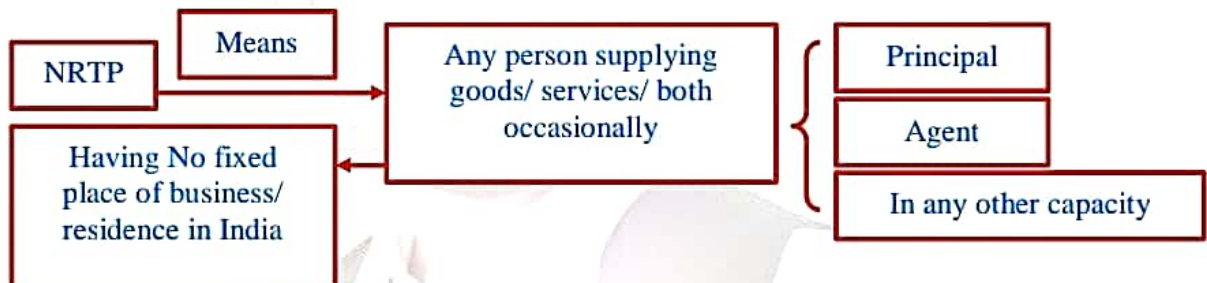 NRTP
Means
Any person supplying
goods/ services/ both
occasionally
Principal
Agent
In any other capacity
Having No fixed
place of business/
residence in India